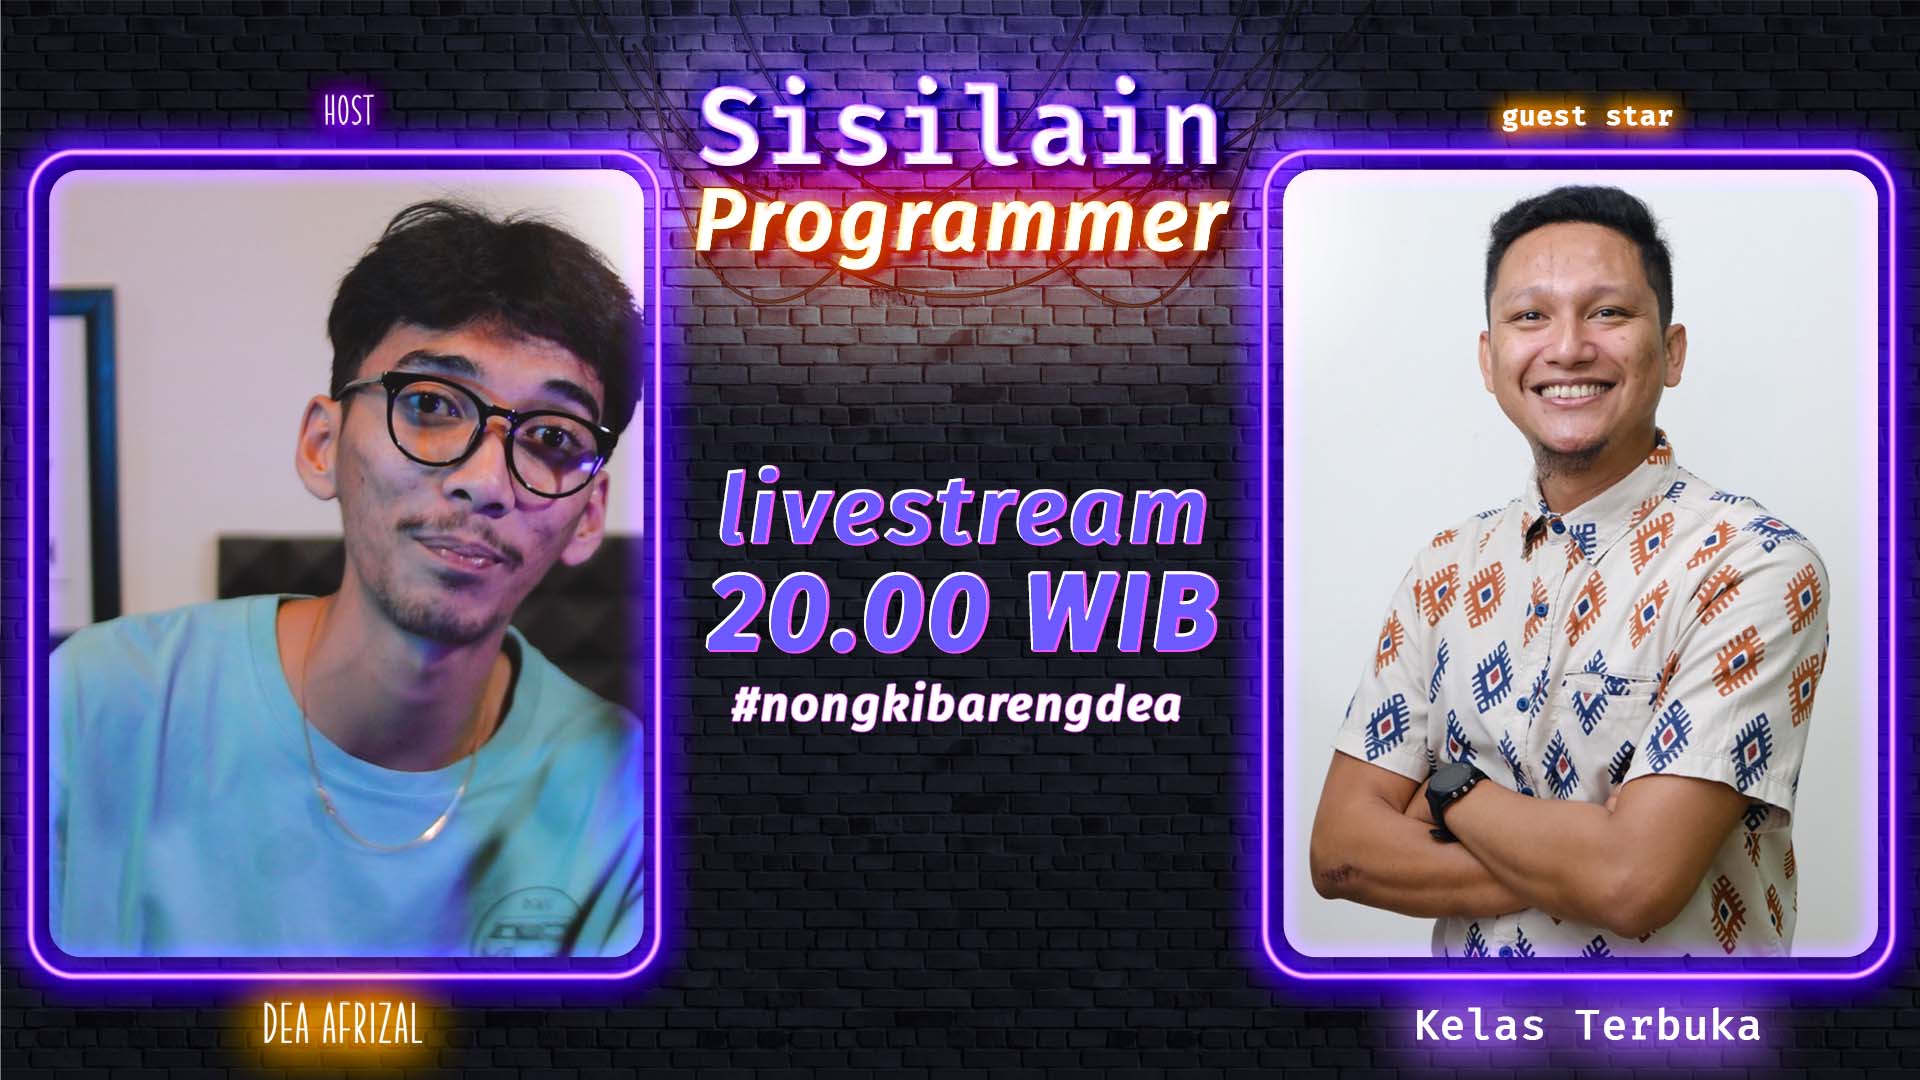 HOST
Sisilain
Programmer
guest star
livestream
20.00 WIB
#nongkibarengdea
DEA AFRIZAL
Kelas Terbuka